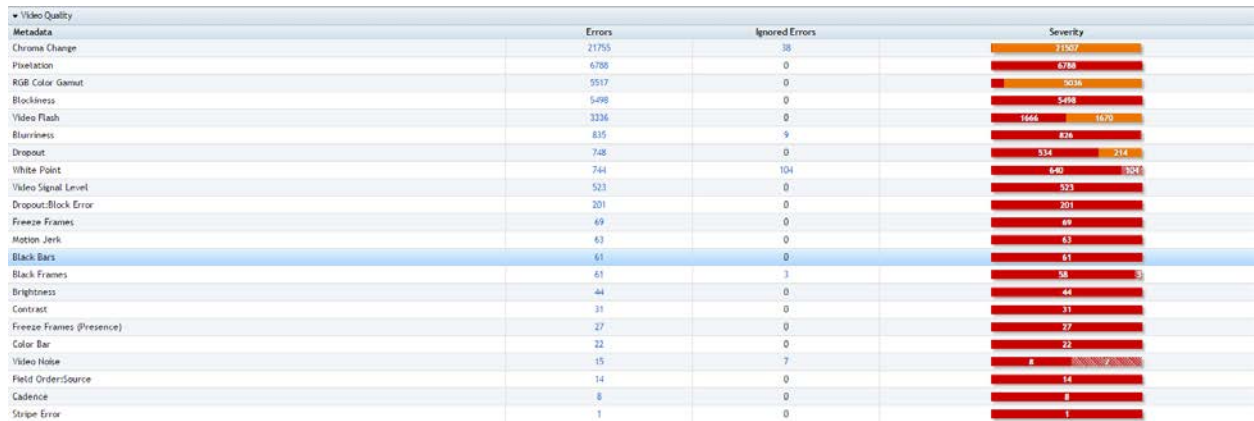 ▾ Video Quality
Metadata Errors Ignored Errors Severity
Chroma Change 21755 38 21507
Pixelation 6788 0 6788
RGB Color Gamut 5517 0 5036
Blockiness 5498 0 5498
Video Flash 3336 0 1666 1670
Blurriness 835 9 826
Dropout 748 0 534 214
White Point 744 104 640 104
Video Signal Level 523 0 523
Dropout:Block Error 201 0 201
Freeze Frames 69 0 69
Motion Jerk 63 0 63
Black Bars 61 0 61
Black Frames 61 3 58 3
Brightness 44 0 44
Contrast 31 0 31
Freeze Frames (Presence) 27 0 27
Color Bar 22 0 22
Video Noise 15 7 8 7
Field Order:Source 14 0 14
Cadence 8 0 8
Stripe Error 1 0 1